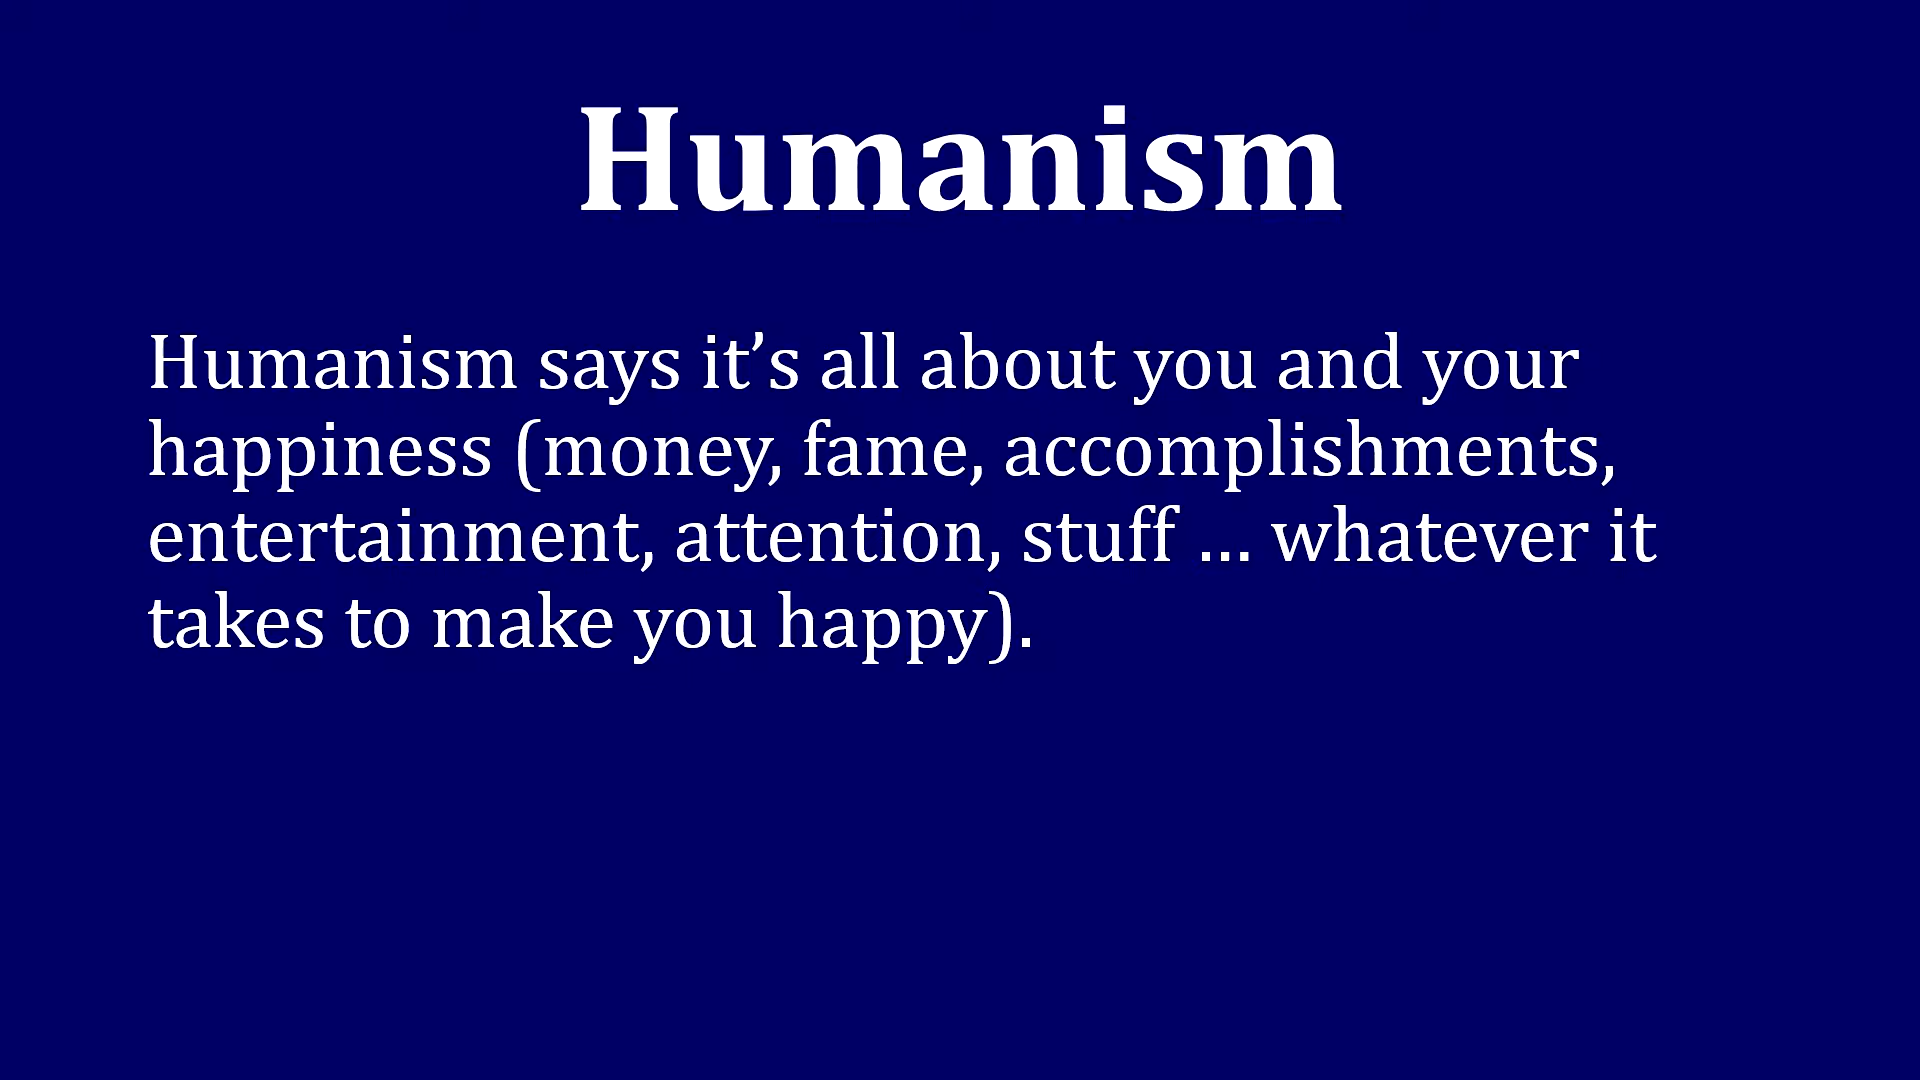 Humanism
Humanism says it’s all about you and your
happiness (money, fame, accomplishments,
entertainment, attention, stuff … whatever it
takes to make you happy).